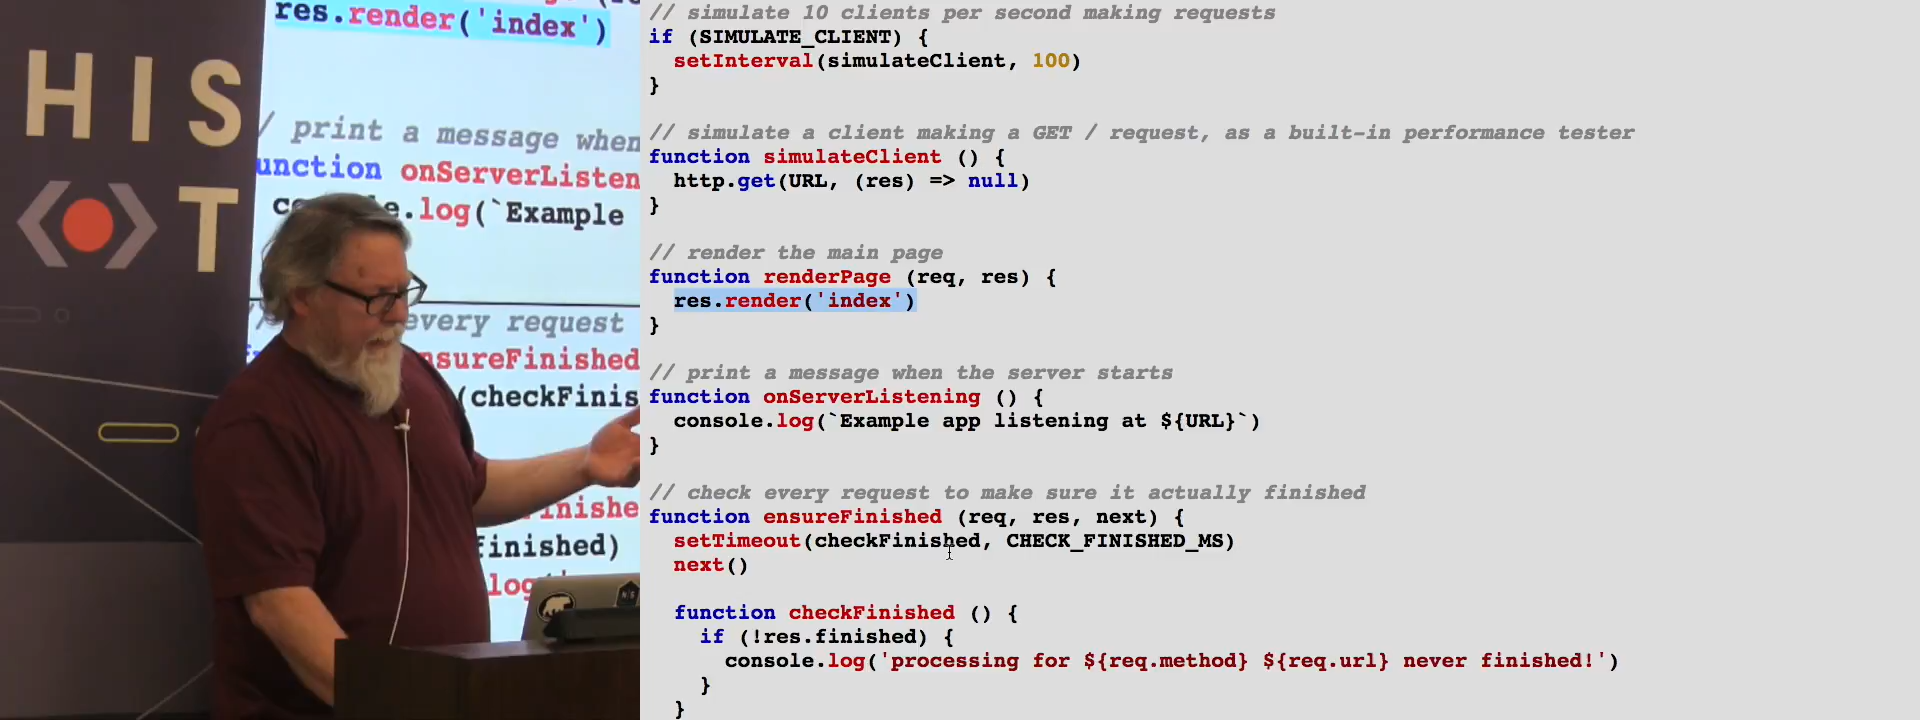 HIS
T
res.render('index')
/ print a message when
unction onServerListen
.log(`Example
every request
nsureFinished
(checkFinis
inishe
finished)
log(
// simulate 10 clients per second making requests
if (SIMULATE_CLIENT) {
setInterval(simulateClient, 100)
}
// simulate a client making a GET / request, as a built-in performance tester
function simulateClient () {
http.get(URL, (res) => null)
}
// render the main page
function renderPage (req, res) {
res.render('index')
}
// print a message when the server starts
function onServerListening () {
console.log(`Example app listening at ${URL}`)
}
// check every request to make sure it actually finished
function ensureFinished (req, res, next) {
setTimeout(checkFinished, CHECK_FINISHED_MS)
next()
function checkFinished () {
if (!res.finished) {
console.log('processing for ${req.method} ${req.url} never finished!')
}
}